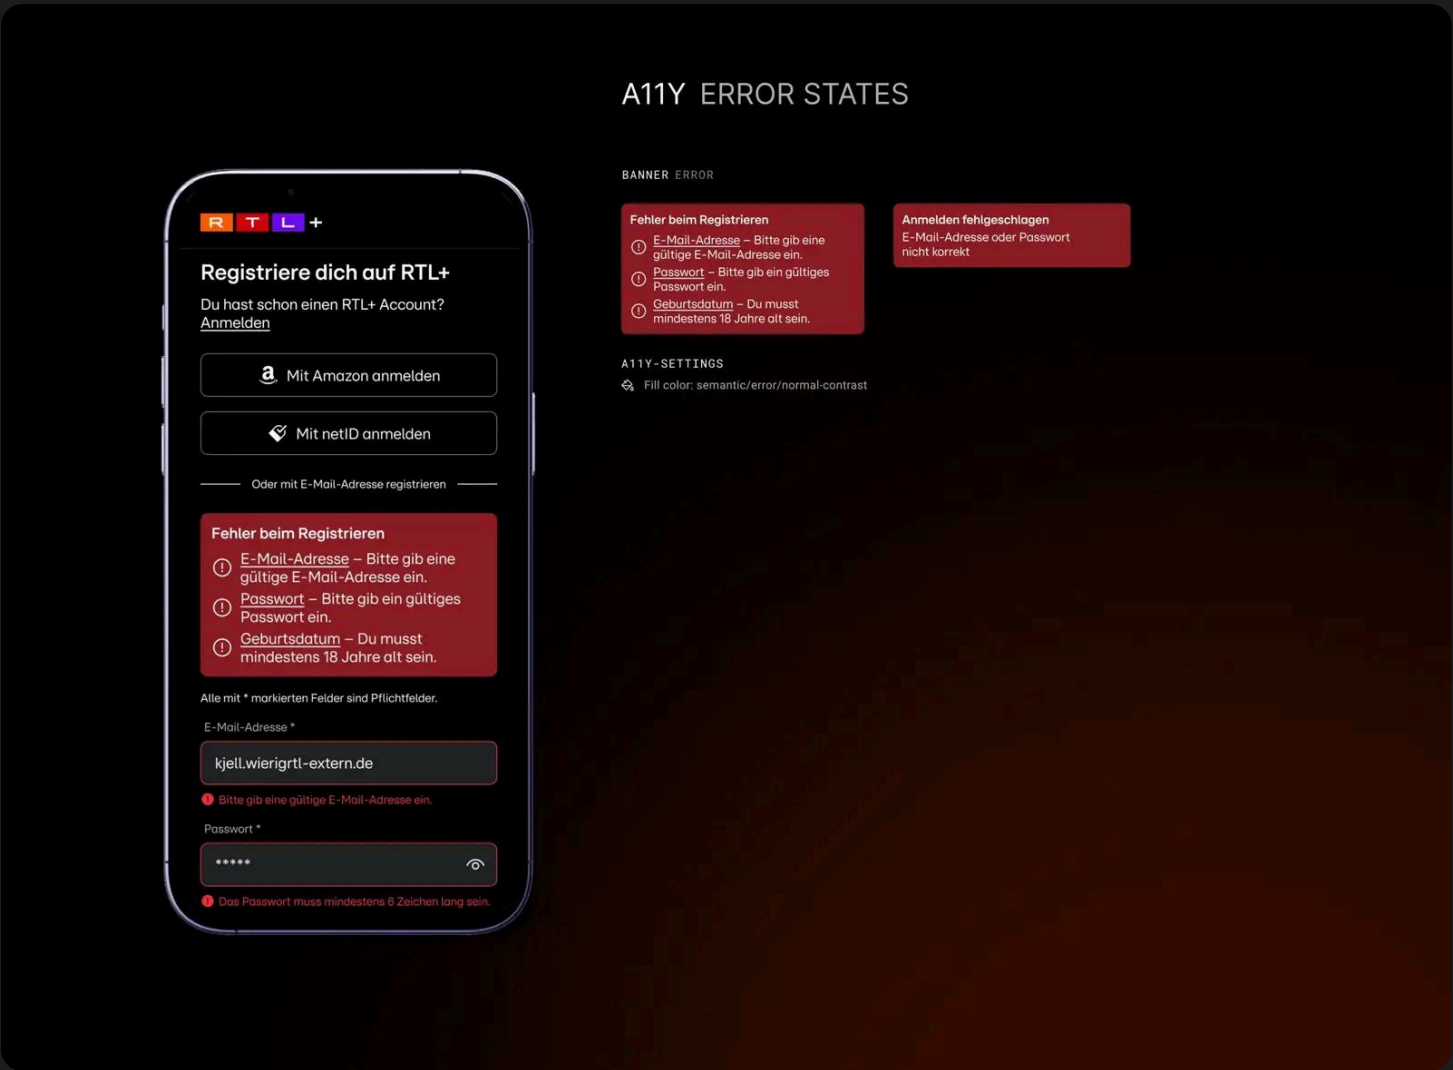 A11Y ERROR STATES
BANNER ERROR
Fehler beim Registrieren
E-Mail-Adresse – Bitte gib eine
gültige E-Mail-Adresse ein.
Passwort – Bitte gib ein gültiges
Passwort ein.
Geburtsdatum – Du musst
mindestens 18 Jahre alt sein.
Anmelden fehlgeschlagen
E-Mail-Adresse oder Passwort
nicht korrekt
A11Y-SETTINGS
Fill color: semantic/error/normal-contrast
RTL+
Registriere dich auf RTL+
Du hast schon einen RTL+ Account?
Anmelden
Mit Amazon anmelden
Mit netID anmelden
Oder mit E-Mail-Adresse registrieren
Fehler beim Registrieren
E-Mail-Adresse – Bitte gib eine
gültige E-Mail-Adresse ein.
Passwort – Bitte gib ein gültiges
Passwort ein.
Geburtsdatum – Du musst
mindestens 18 Jahre alt sein.
Alle mit * markierten Felder sind Pflichtfelder.
E-Mail-Adresse *
kjell.wierigrtl-extern.de
Bitte gib eine gültige E-Mail-Adresse ein.
Passwort *
*****
Das Passwort muss mindestens 6 Zeichen lang sein.